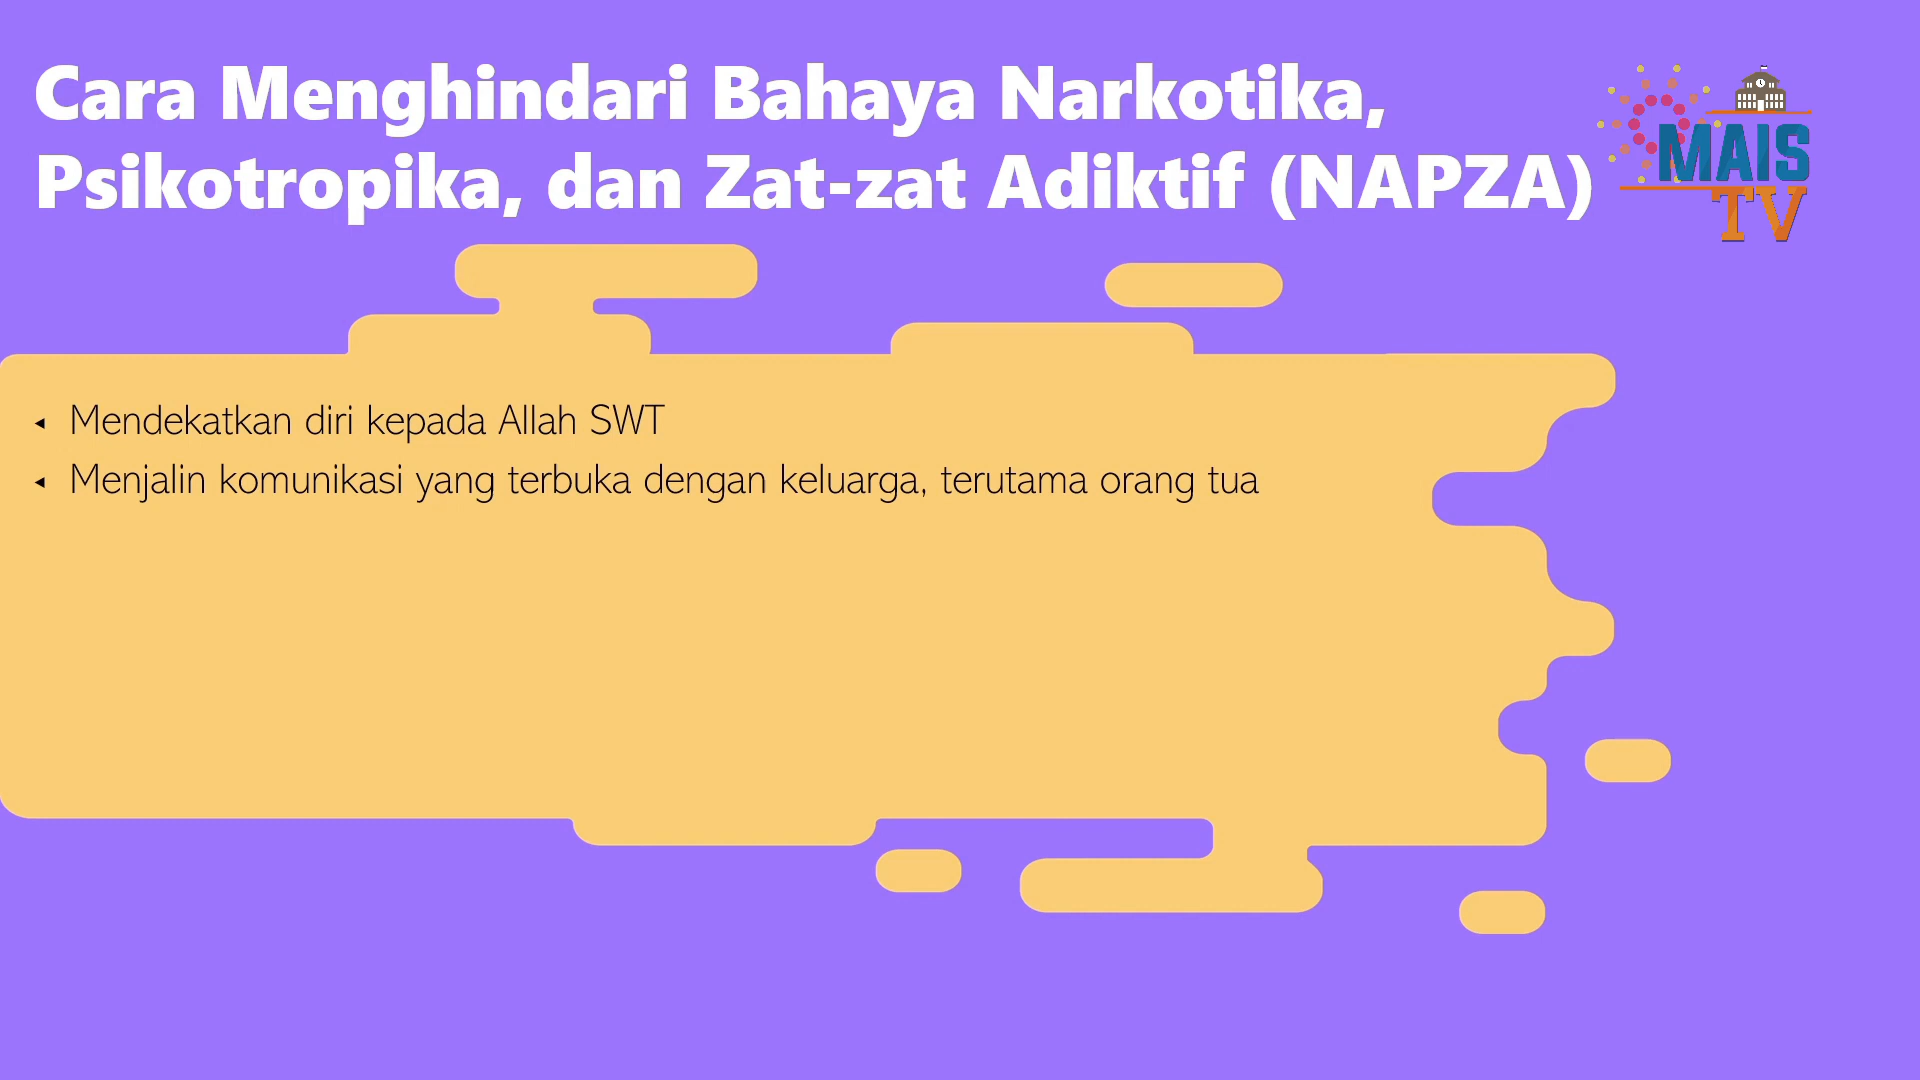 Cara Menghindari Bahaya Narkotika,
Psikotropika, dan Zat-zat Adiktif (NAPZA)
MAIS
TV
Mendekatkan diri kepada Allah SWT
Menjalin komunikasi yang terbuka dengan keluarga, terutama orang tua